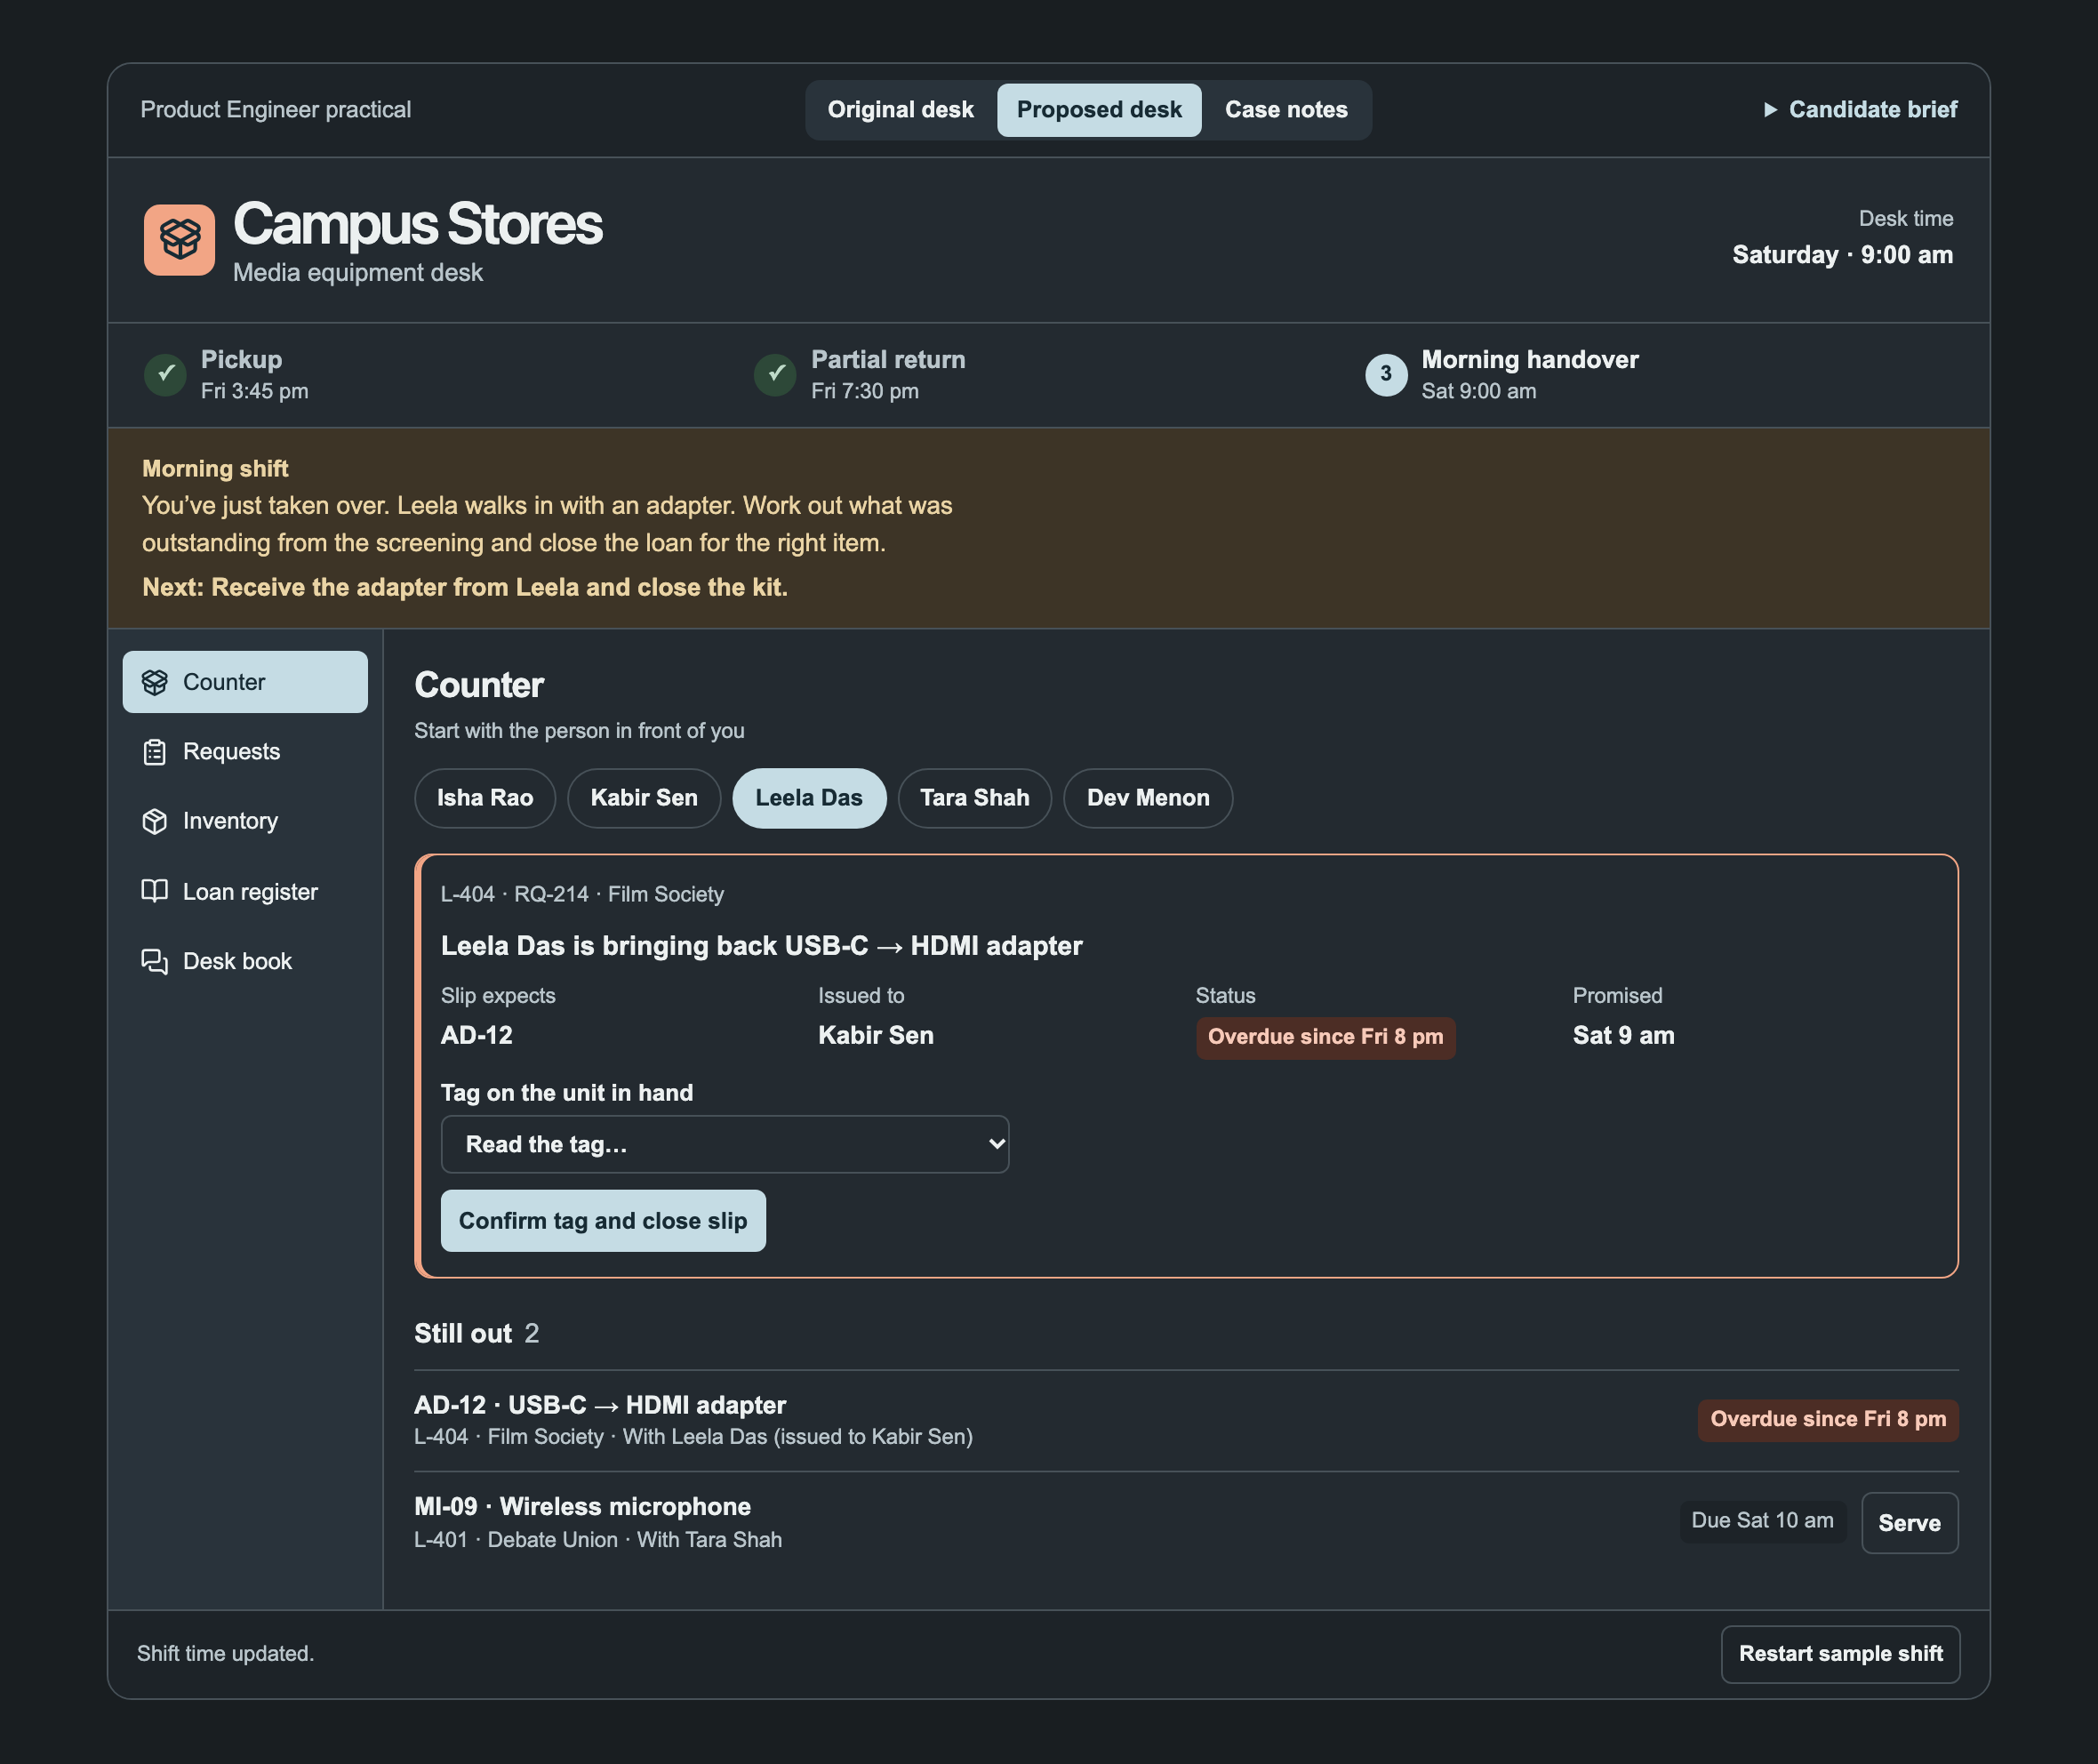 Product Engineer practical
Original desk
Proposed desk
Case notes
▶ Candidate brief
Campus Stores
Media equipment desk
Desk time
Saturday · 9:00 am
✓
Pickup
Fri 3:45 pm
✓
Partial return
Fri 7:30 pm
3
Morning handover
Sat 9:00 am
Morning shift
You’ve just taken over. Leela walks in with an adapter. Work out what was
outstanding from the screening and close the loan for the right item.
Next: Receive the adapter from Leela and close the kit.
Counter
Requests
Inventory
Loan register
Desk book
Counter
Start with the person in front of you
Isha Rao
Kabir Sen
Leela Das
Tara Shah
Dev Menon
L-404 · RQ-214 · Film Society
Leela Das is bringing back USB-C → HDMI adapter
Slip expects
AD-12
Issued to
Kabir Sen
Status
Overdue since Fri 8 pm
Promised
Sat 9 am
Tag on the unit in hand
Read the tag…
Confirm tag and close slip
Still out 2
AD-12 · USB-C → HDMI adapter
L-404 · Film Society · With Leela Das (issued to Kabir Sen)
Overdue since Fri 8 pm
MI-09 · Wireless microphone
L-401 · Debate Union · With Tara Shah
Due Sat 10 am
Serve
Shift time updated.
Restart sample shift